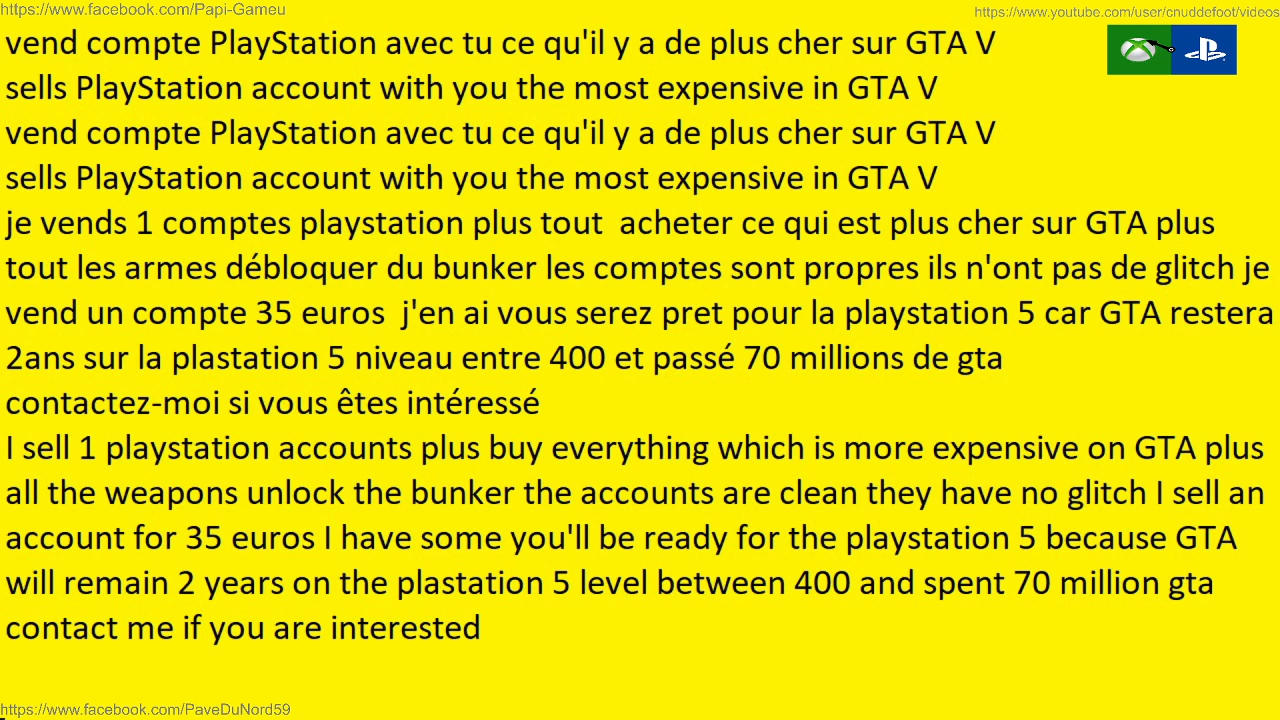 https://www.facebook.com/Papi-Gameu
https://www.youtube.com/user/cnuddefoot/videos
vend compte PlayStation avec tu ce qu'il y a de plus cher sur GTA V
sells PlayStation account with you the most expensive in GTA V
vend compte PlayStation avec tu ce qu'il y a de plus cher sur GTA V
sells PlayStation account with you the most expensive in GTA V
je vends 1 comptes playstation plus tout  acheter ce qui est plus cher sur GTA plus
tout les armes débloquer du bunker les comptes sont propres ils n'ont pas de glitch je
vend un compte 35 euros  j'en ai vous serez pret pour la playstation 5 car GTA restera
2ans sur la plastation 5 niveau entre 400 et passé 70 millions de gta
contactez-moi si vous êtes intéressé
I sell 1 playstation accounts plus buy everything which is more expensive on GTA plus
all the weapons unlock the bunker the accounts are clean they have no glitch I sell an
account for 35 euros I have some you'll be ready for the playstation 5 because GTA
will remain 2 years on the plastation 5 level between 400 and spent 70 million gta
contact me if you are interested
https://www.facebook.com/PaveDuNord59